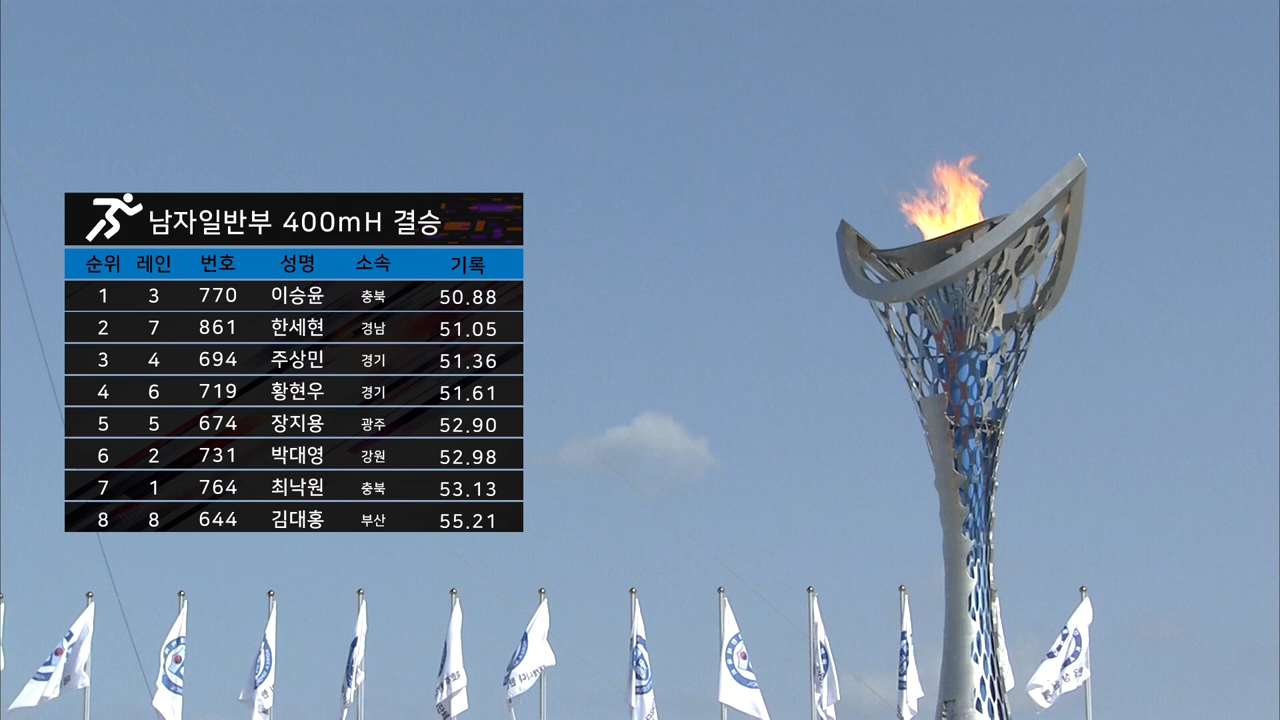 남자일반부 400mH 결승
순위 레인 번호 성명 소속 기록
1 3 770 이승윤 충북 50.88
2 7 861 한세현 경남 51.05
3 4 694 주상민 경기 51.36
4 6 719 황현우 경기 51.61
5 5 674 장지용 광주 52.90
6 2 731 박대영 강원 52.98
7 1 764 최낙원 충북 53.13
8 8 644 김대홍 부산 55.21